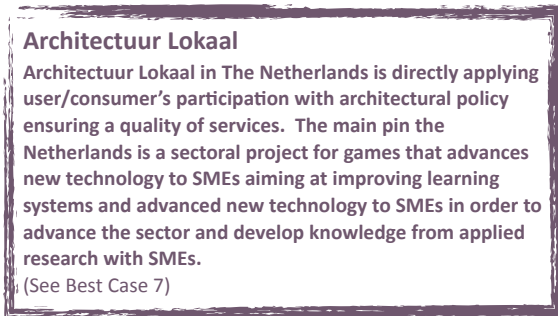 Architectuur Lokaal
Architectuur Lokaal in The Netherlands is directly applying
user/consumer's participation with architectural policy
ensuring a quality of services.  The main pin the
Netherlands is a sectoral project for games that advances
new technology to SMEs aiming at improving learning
systems and advanced new technology to SMEs in order to
advance the sector and develop knowledge from applied
research with SMEs.
(See Best Case 7)